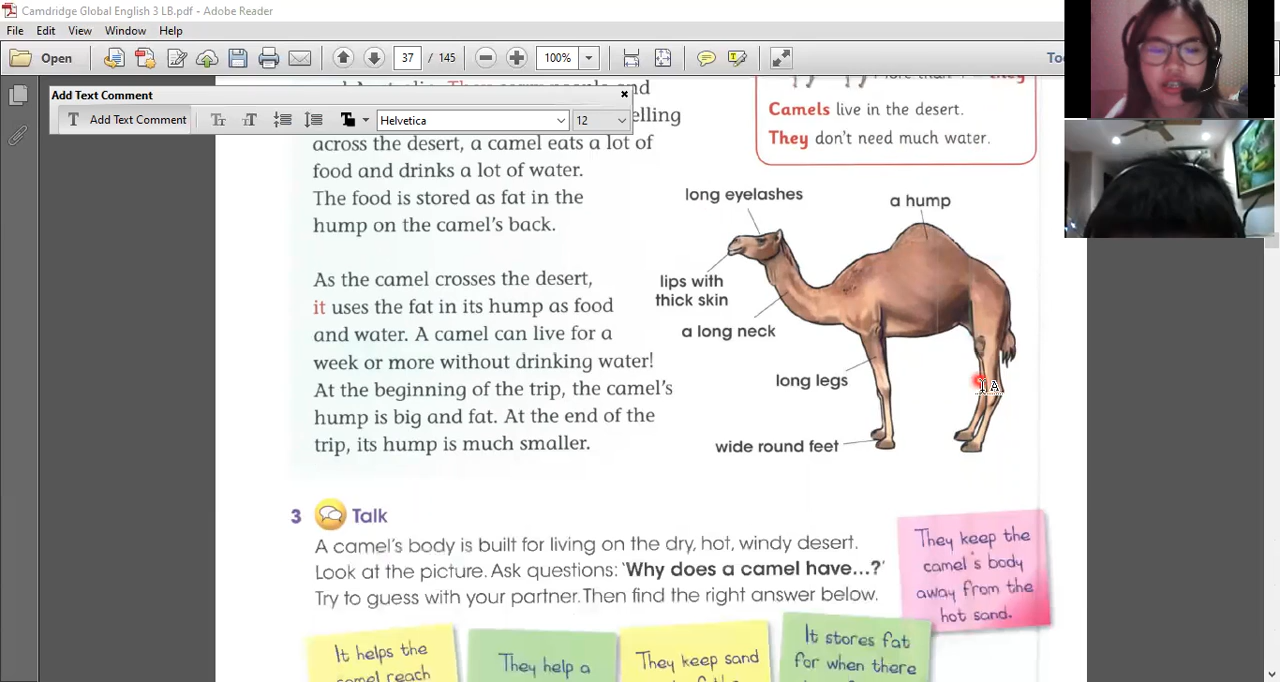 Camdridge Global English 3 LB.pdf - Adobe Reader
File Edit View Window Help
Open 37 / 145 100%
Add Text Comment
Add Text Comment Helvetica 12
across the desert, a camel eats a lot of
food and drinks a lot of water.
The food is stored as fat in the
hump on the camel's back.
As the camel crosses the desert,
it uses the fat in its hump as food
and water. A camel can live for a
week or more without drinking water!
At the beginning of the trip, the camel's
hump is big and fat. At the end of the
trip, its hump is much smaller.
Camels live in the desert.
They don't need much water.
long eyelashes
a hump
lips with
thick skin
a long neck
long legs
wide round feet
3 Talk
A camel's body is built for living on the dry, hot, windy desert.
Look at the picture. Ask questions: 'Why does a camel have...?'
Try to guess with your partner. Then find the right answer below.
They keep the
camel's body
away from the
hot sand.
It helps the
camel reach
They help a
They keep sand
It stores fat
for when there